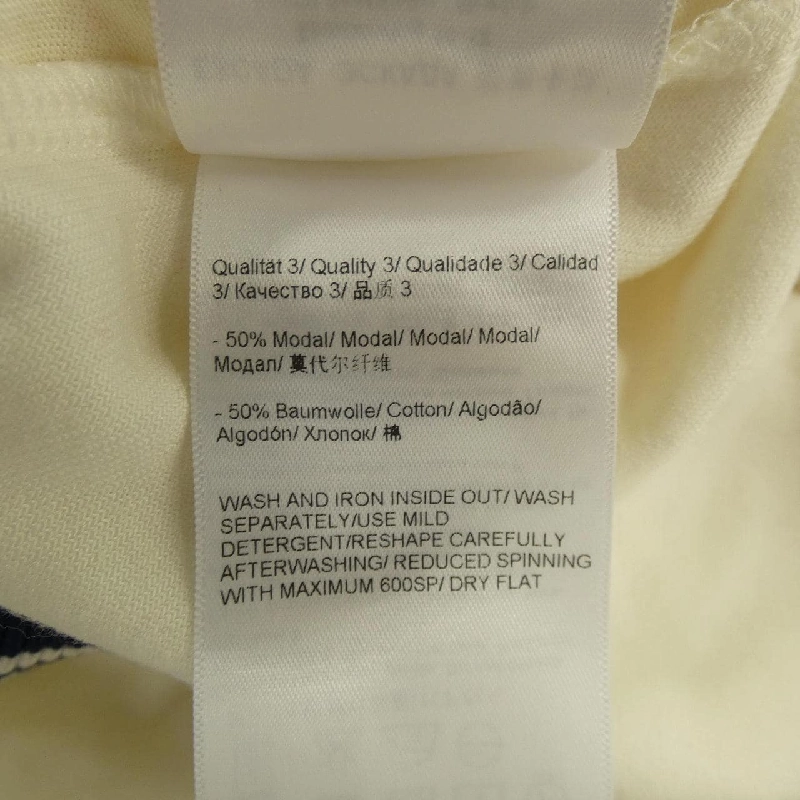 Qualität 3/ Quality 3/ Qualidade 3/ Calidad
3/ Качество 3/ 品质 3
- 50% Modal/ Modal/ Modal/ Modal/
Модал/ 莫代尔纤维
- 50% Baumwolle/ Cotton/ Algodão/
Algodón/ Хлопок/ 棉
WASH AND IRON INSIDE OUT/ WASH
SEPARATELY/USE MILD
DETERGENT/RESHAPE CAREFULLY
AFTERWASHING/ REDUCED SPINNING
WITH MAXIMUM 600SP/ DRY FLAT